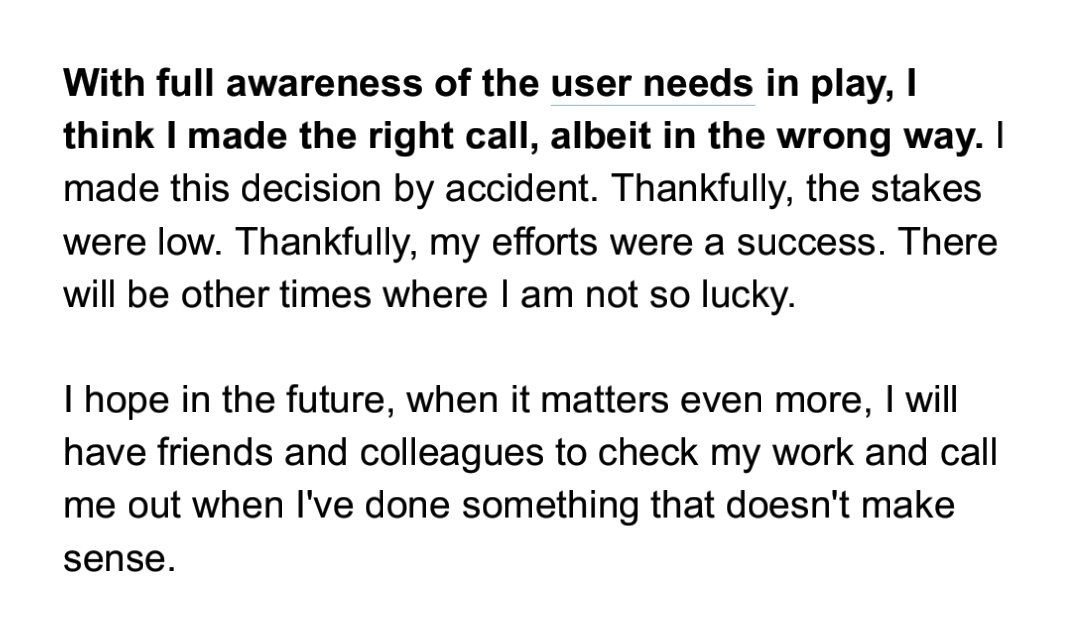 With full awareness of the user needs in play, I
think I made the right call, albeit in the wrong way. I
made this decision by accident. Thankfully, the stakes
were low. Thankfully, my efforts were a success. There
will be other times where I am not so lucky.
I hope in the future, when it matters even more, I will
have friends and colleagues to check my work and call
me out when I've done something that doesn't make
sense.